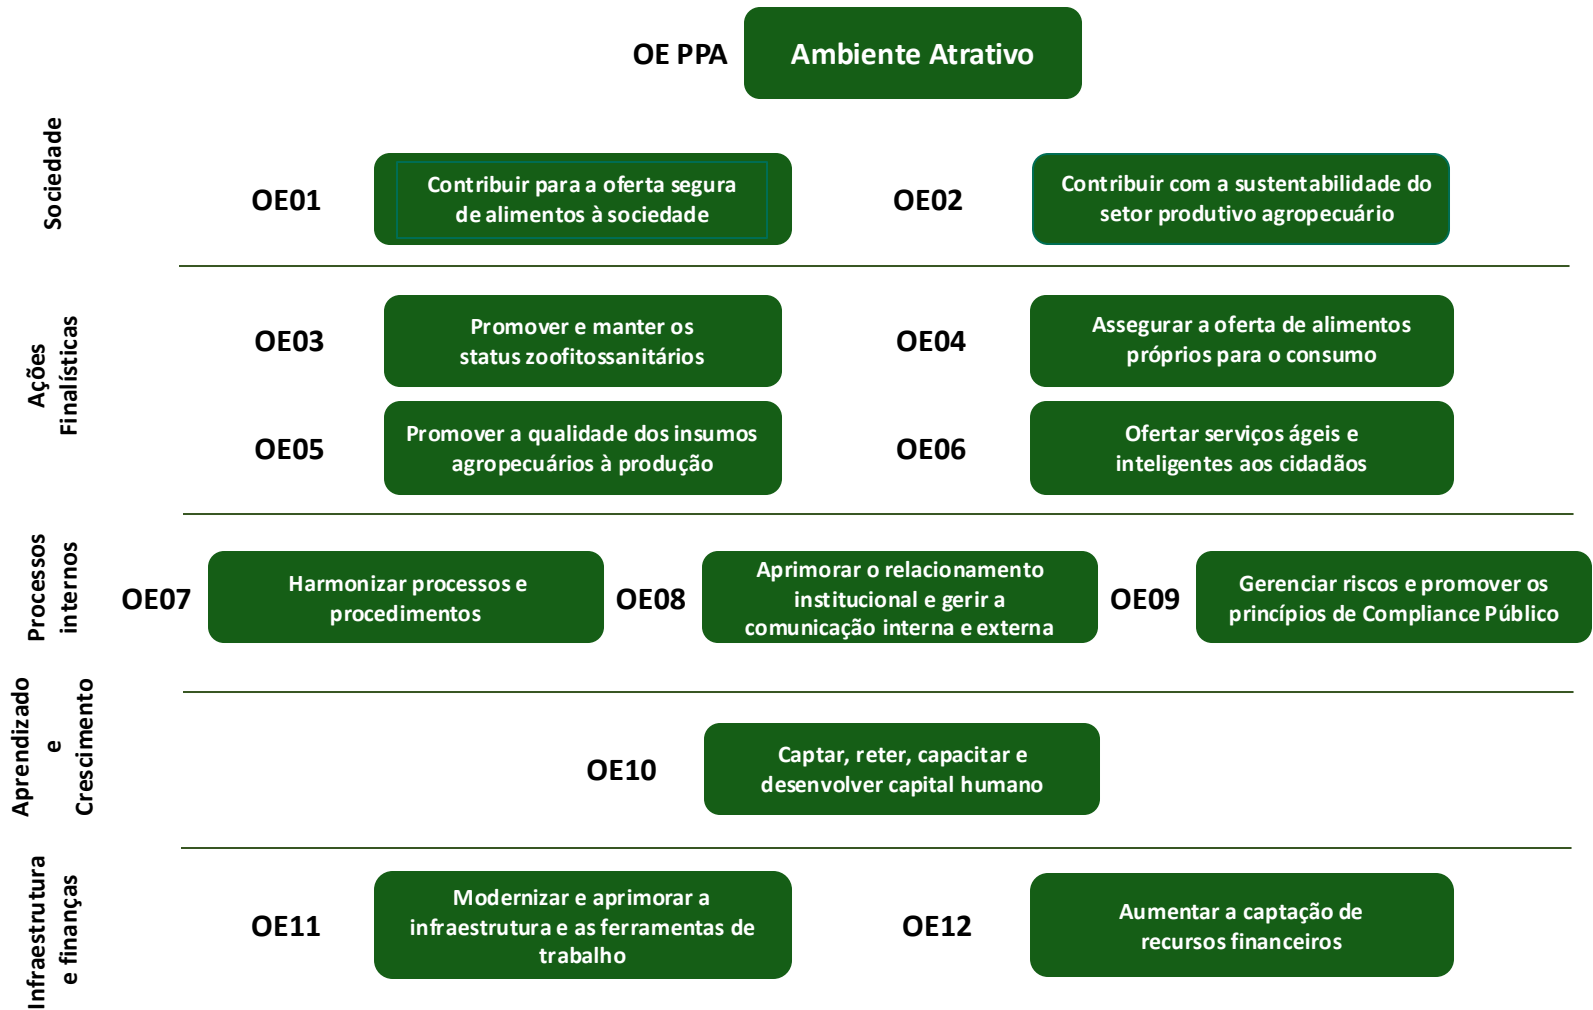 OE PPA
Ambiente Atrativo
Sociedade
OE01
Contribuir para a oferta segura
de alimentos à sociedade
OE02
Contribuir com a sustentabilidade do
setor produtivo agropecuário
Ações
Finalísticas
OE03
Promover e manter os
status zoofitossanitários
OE04
Assegurar a oferta de alimentos
próprios para o consumo
OE05
Promover a qualidade dos insumos
agropecuários à produção
OE06
Ofertar serviços ágeis e
inteligentes aos cidadãos
Processos
internos
OE07
Harmonizar processos e
procedimentos
OE08
Aprimorar o relacionamento
institucional e gerir a
comunicação interna e externa
OE09
Gerenciar riscos e promover os
princípios de Compliance Público
Aprendizado
e
Crescimento
OE10
Captar, reter, capacitar e
desenvolver capital humano
Infraestrutura
e finanças
OE11
Modernizar e aprimorar a
infraestrutura e as ferramentas de
trabalho
OE12
Aumentar a captação de
recursos financeiros